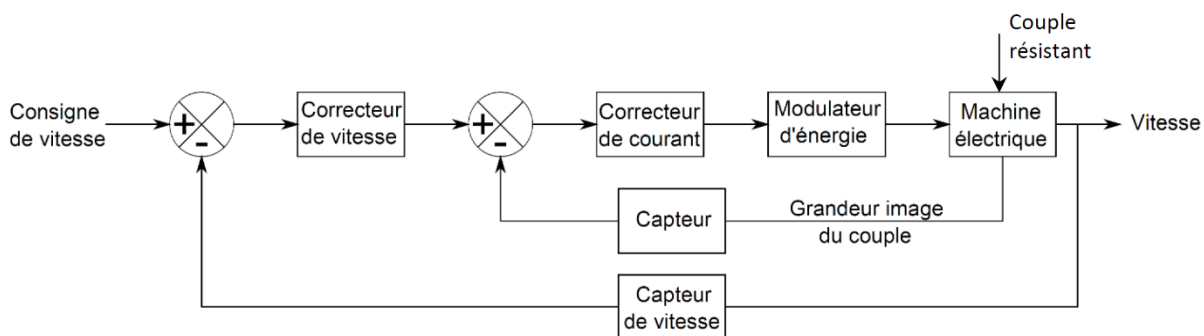 Couple
résistant
Consigne
de vitesse
+
-
Correcteur
de vitesse
+
-
Correcteur
de courant
Modulateur
d'énergie
Machine
électrique
Vitesse
Capteur
Grandeur image
du couple
Capteur
de vitesse